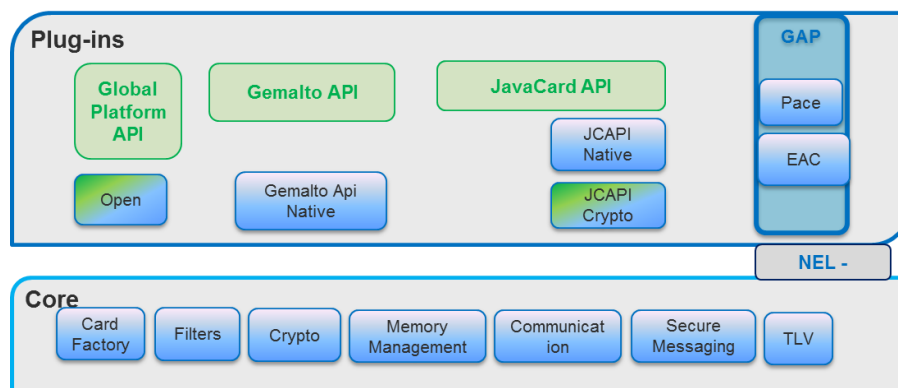 Plug-ins
GAP
Global
Platform
API
Gemalto API
JavaCard API
Pace
JCAPI
Native
EAC
Open
Gemalto Api
Native
JCAPI
Crypto
NEL -
Core
Card
Factory
Filters
Crypto
Memory
Management
Communicat
ion
Secure
Messaging
TLV